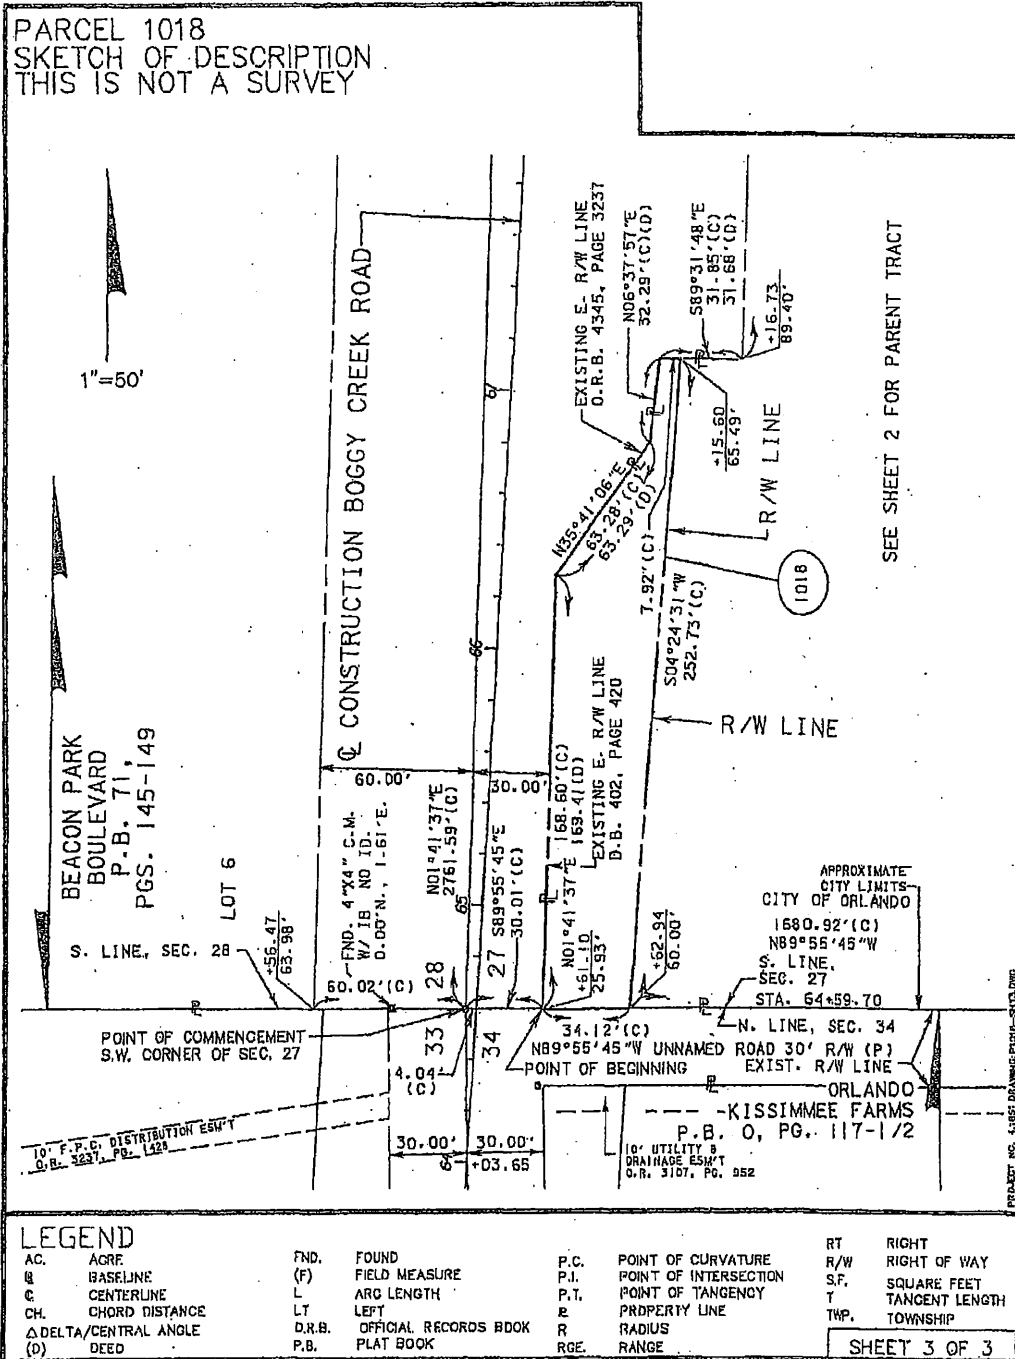 PARCEL 1018
SKETCH OF DESCRIPTION
THIS IS NOT A SURVEY
1"=50'
℄ CONSTRUCTION BOGGY CREEK ROAD
EXISTING E. R/W LINE
O.R.B. 4345, PAGE 3237
N06°37'57"E
32.29'(C)(D)
S89°31'48"E
31.85'(C)
31.68'(D)
+16.73
89.40'
+15.60
65.49'
R/W LINE
SEE SHEET 2 FOR PARENT TRACT
N35°41'06"E
63.28'(C)
63.29'(D)
7.92'(C)
1018
S04°24'31"W
252.73'(C)
R/W LINE
67
66
65
64
BEACON PARK
BOULEVARD
P.B. 71,
PGS. 145-149
LOT 6
60.00'
30.00'
FND. 4"X4" C.M.
W/ IB NO ID.
0.00'N., 1.61'E.
N01°41'37"E
2761.59'(C)
S89°55'45"E
30.01'(C)
N01°41'37"E 168.60'(C)
169.41(D)
EXISTING E. R/W LINE
D.B. 402, PAGE 420
+61.10
25.93'
+62.94
60.00'
+56.47
63.98'
S. LINE, SEC. 28
60.02'(C)
28
27
33
34
APPROXIMATE
CITY LIMITS
CITY OF ORLANDO
1680.92'(C)
N89°55'45"W
S. LINE,
SEC. 27
STA. 64+59.70
N. LINE, SEC. 34
POINT OF COMMENCEMENT
S.W. CORNER OF SEC. 27
4.04'
(C)
34.12'(C)
N89°55'45"W UNNAMED ROAD 30' R/W (P)
POINT OF BEGINNING
EXIST. R/W LINE
ORLANDO
KISSIMMEE FARMS
P.B. O, PG. 117-1/2
10' F.P.C. DISTRIBUTION ESM'T
O.R. 3237, PG. 1428
30.00'
30.00'
+03.65
10' UTILITY &
DRAINAGE ESM'T
O.R. 3107, PG. 952
LEGEND
AC. ACRE
BASELINE
CENTERLINE
CH. CHORD DISTANCE
Δ DELTA/CENTRAL ANGLE
(D) DEED
FND. FOUND
(F) FIELD MEASURE
L ARC LENGTH
LT LEFT
O.R.B. OFFICIAL RECORDS BOOK
P.B. PLAT BOOK
P.C. POINT OF CURVATURE
P.I. POINT OF INTERSECTION
P.T. POINT OF TANGENCY
PROPERTY LINE
R RADIUS
RGE. RANGE
RT RIGHT
R/W RIGHT OF WAY
S.F. SQUARE FEET
T TANGENT LENGTH
TWP. TOWNSHIP
SHEET 3 OF 3